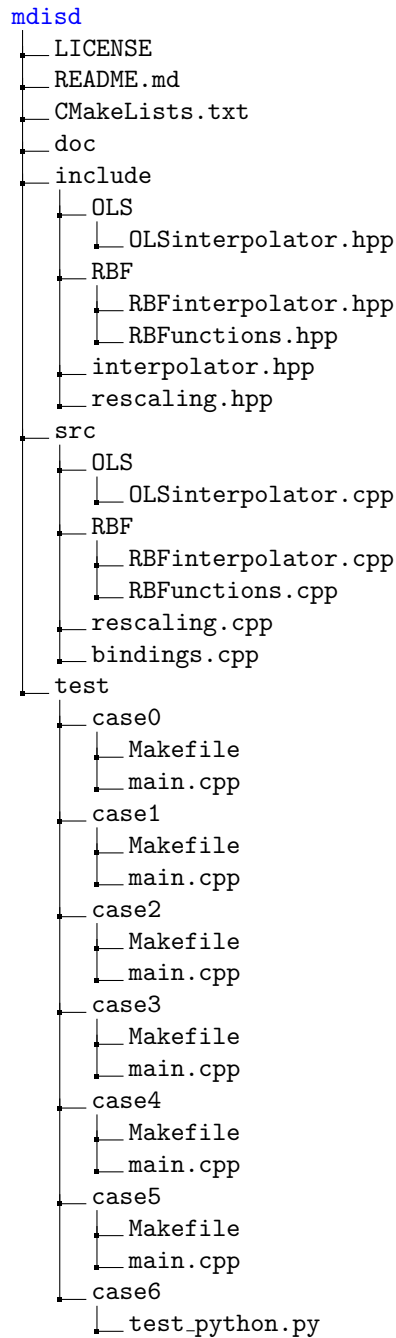 mdisd
LICENSE
README.md
CMakeLists.txt
doc
include
OLS
OLSinterpolator.hpp
RBF
RBFinterpolator.hpp
RBFunctions.hpp
interpolator.hpp
rescaling.hpp
src
OLS
OLSinterpolator.cpp
RBF
RBFinterpolator.cpp
RBFunctions.cpp
rescaling.cpp
bindings.cpp
test
case0
Makefile
main.cpp
case1
Makefile
main.cpp
case2
Makefile
main.cpp
case3
Makefile
main.cpp
case4
Makefile
main.cpp
case5
Makefile
main.cpp
case6
test_python.py